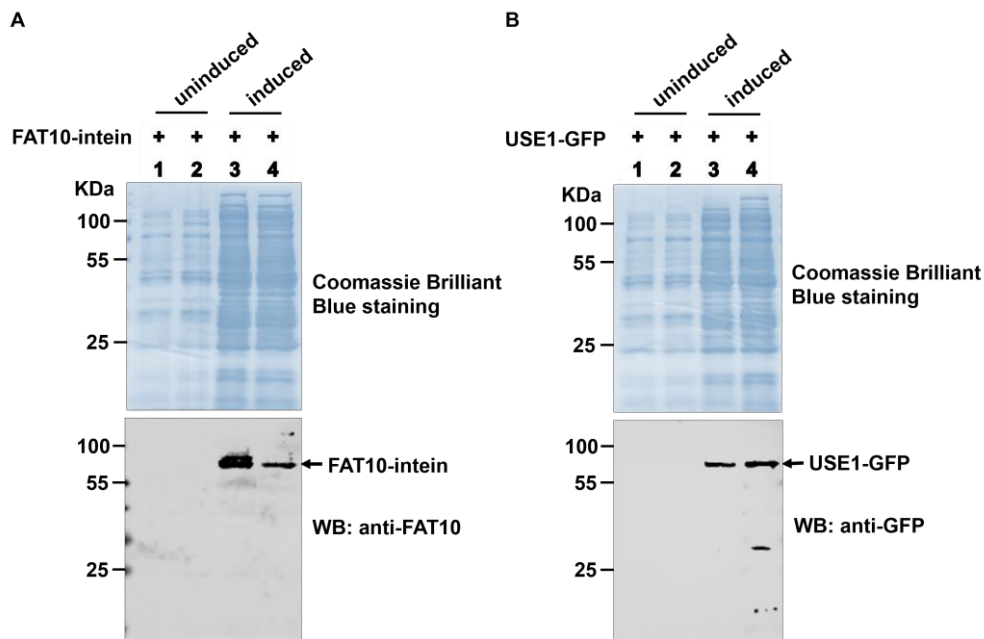 A
uninduced
induced
FAT10-intein + + + +
1 2 3 4
KDa
100
55
25
Coomassie Brilliant
Blue staining
100
55
25
FAT10-intein
WB: anti-FAT10
B
uninduced
induced
USE1-GFP + + + +
1 2 3 4
KDa
100
55
25
Coomassie Brilliant
Blue staining
100
55
25
USE1-GFP
WB: anti-GFP